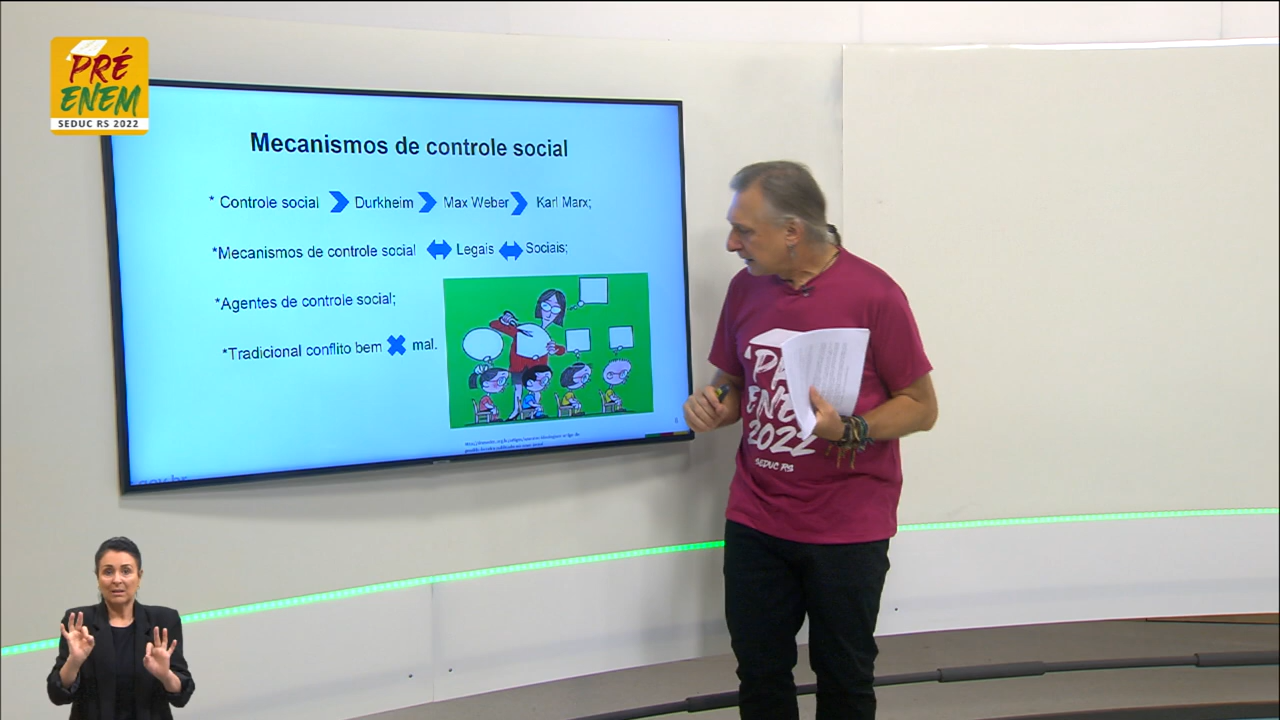 PRÉ
ENEM
SEDUC RS 2022
Mecanismos de controle social
* Controle social Durkheim Max Weber Karl Marx;
*Mecanismos de controle social Legais Sociais;
*Agentes de controle social;
*Tradicional conflito bem mal.
ENEM
2022
SEDUC RS